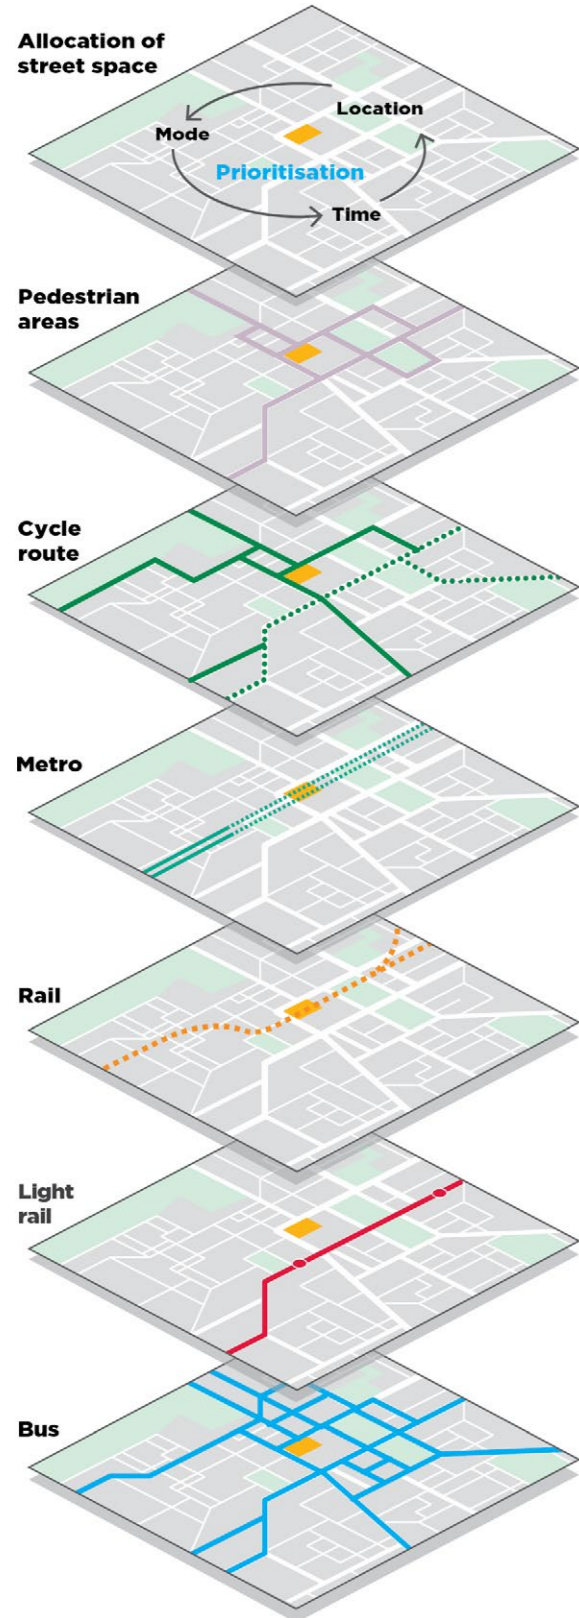 Allocation of
street space
Location
Mode
Prioritisation
Time
Pedestrian
areas
Cycle
route
Metro
Rail
Light
rail
Bus